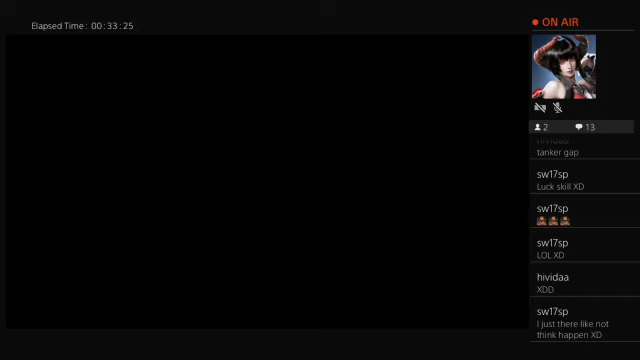 Elapsed Time: 00:33:25
ON AIR
2
13
hividaa
tanker gap
sw17sp
Luck skill XD
sw17sp
sw17sp
LOL XD
hividaa
XDD
sw17sp
I just there like not
think happen XD